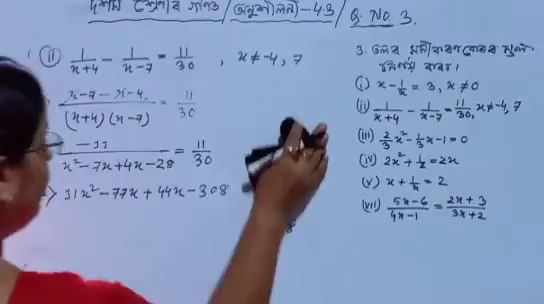 দশম শ্রেণীৰ গণিত / অনুশীলনী - 4.3 / Q. No. 3.
(ii) 1/(x+4) - 1/(x-7) = 11/30 , x ≠ -4, 7
(x-7-x-4)/((x+4)(x-7)) = 11/30
-11/(x²-7x+4x-28) = 11/30
> 11x² - 77x + 44x - 308
3. তলৰ সমীকৰণবোৰৰ মূল
নিৰ্ণয় কৰা।
(i) x - 1/x = 3, x ≠ 0
(ii) 1/(x+4) - 1/(x-7) = 11/30, x ≠ -4, 7
(iii) 2/3 x² - 1/3 x - 1 = 0
(iv) 2x² + 1/2 = 2x
(v) x + 1/x = 2
(vii) (5x-6)/(4x-1) = (2x+3)/(3x+2)